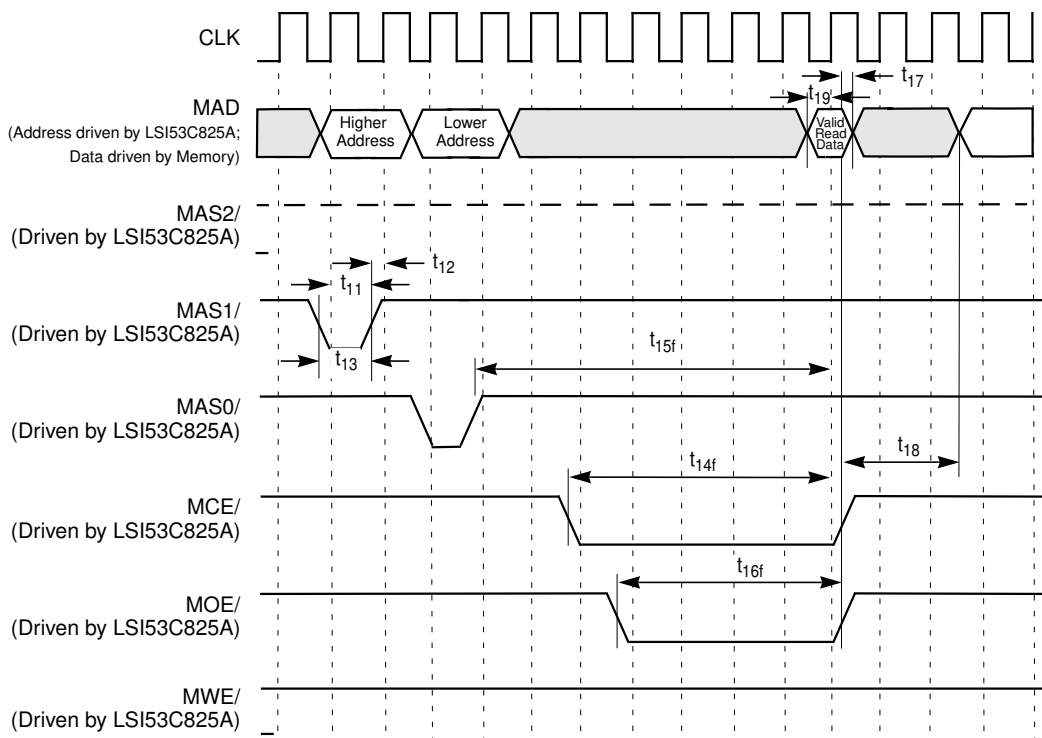 CLK
t17
t19
MAD
(Address driven by LSI53C825A;
Data driven by Memory)
Higher
Address
Lower
Address
Valid
Read
Data
MAS2/
(Driven by LSI53C825A)
t12
t11
MAS1/
(Driven by LSI53C825A)
t13
t15f
MAS0/
(Driven by LSI53C825A)
t14f
t18
MCE/
(Driven by LSI53C825A)
t16f
MOE/
(Driven by LSI53C825A)
MWE/
(Driven by LSI53C825A)